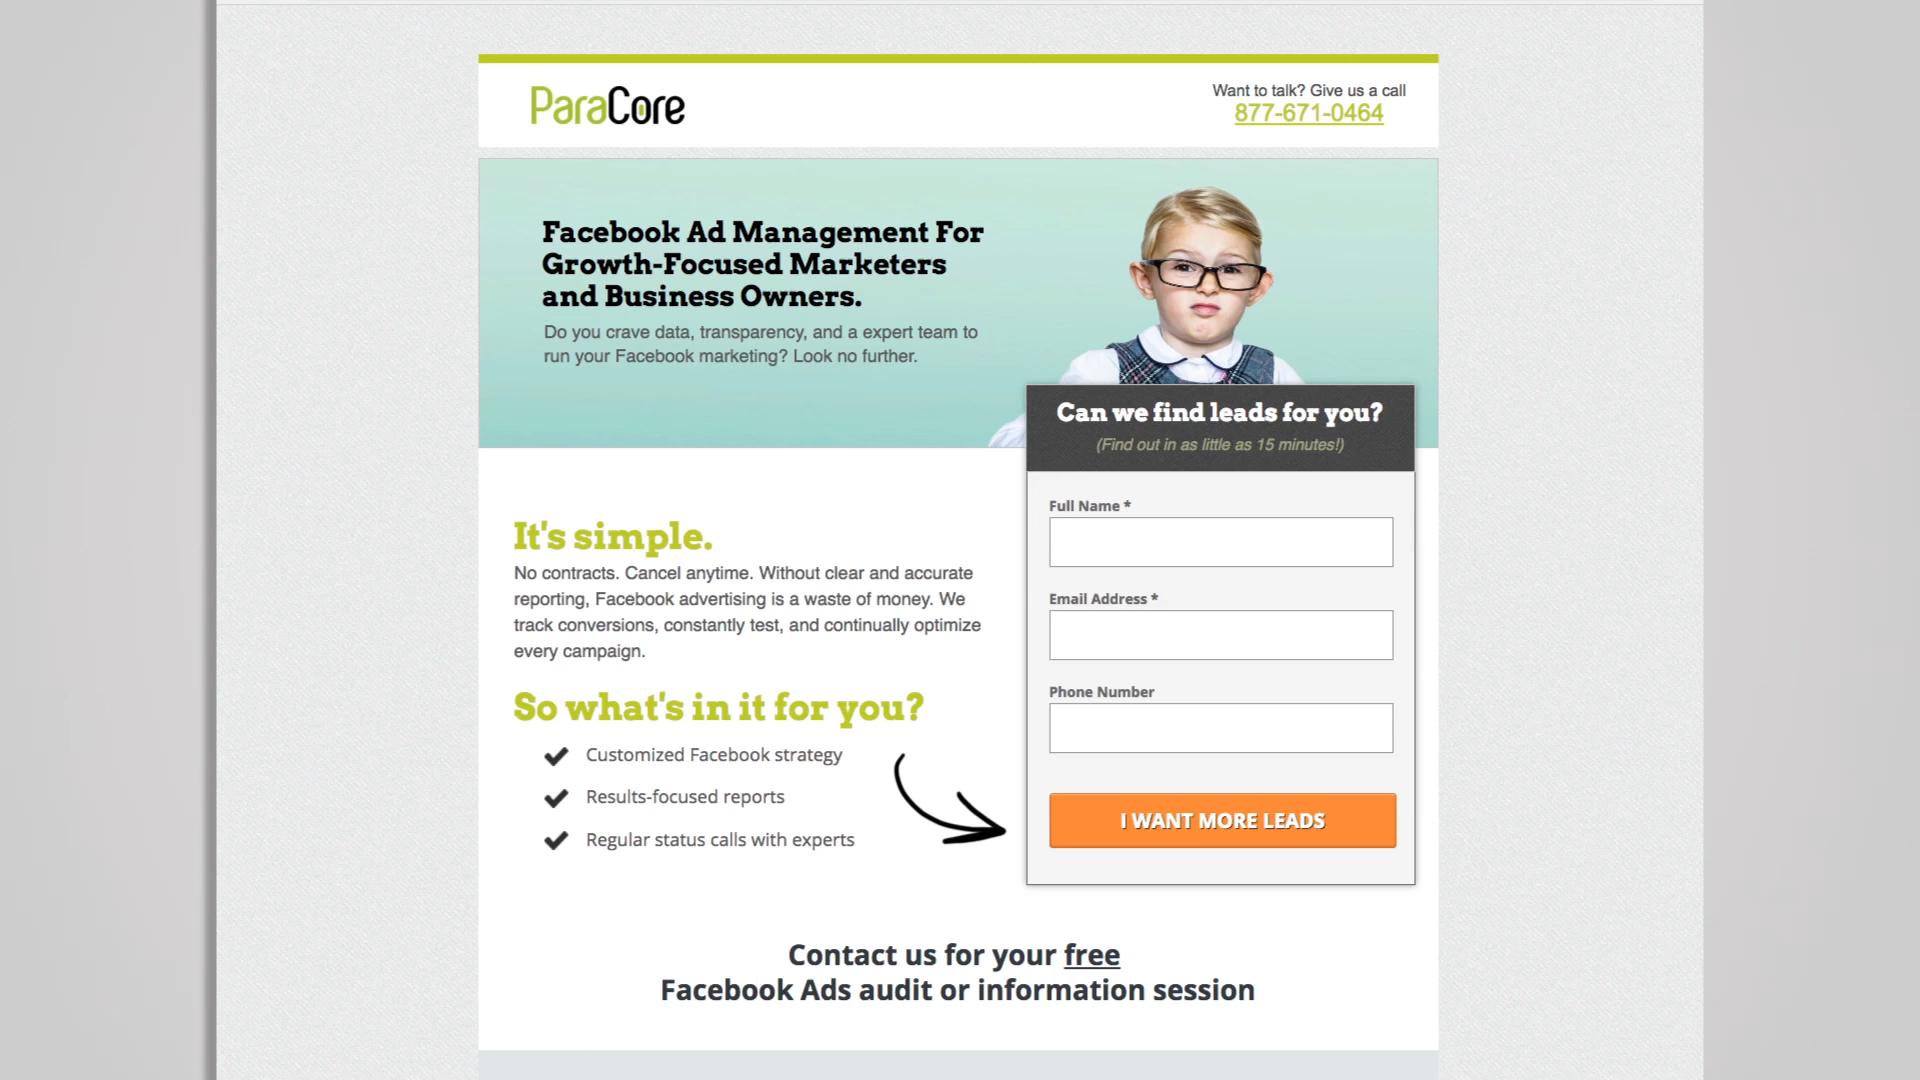 ParaCore
Want to talk? Give us a call
877-671-0464
Facebook Ad Management For
Growth-Focused Marketers
and Business Owners.
Do you crave data, transparency, and a expert team to
run your Facebook marketing? Look no further.
Can we find leads for you?
(Find out in as little as 15 minutes!)
Full Name *
Email Address *
Phone Number
I WANT MORE LEADS
It's simple.
No contracts. Cancel anytime. Without clear and accurate
reporting, Facebook advertising is a waste of money. We
track conversions, constantly test, and continually optimize
every campaign.
So what's in it for you?
Customized Facebook strategy
Results-focused reports
Regular status calls with experts
Contact us for your free
Facebook Ads audit or information session